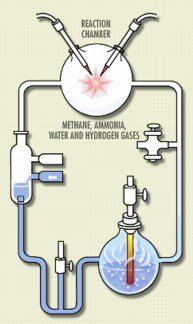 REACTION
CHAMBER
METHANE, AMMONIA,
WATER AND HYDROGEN GASES